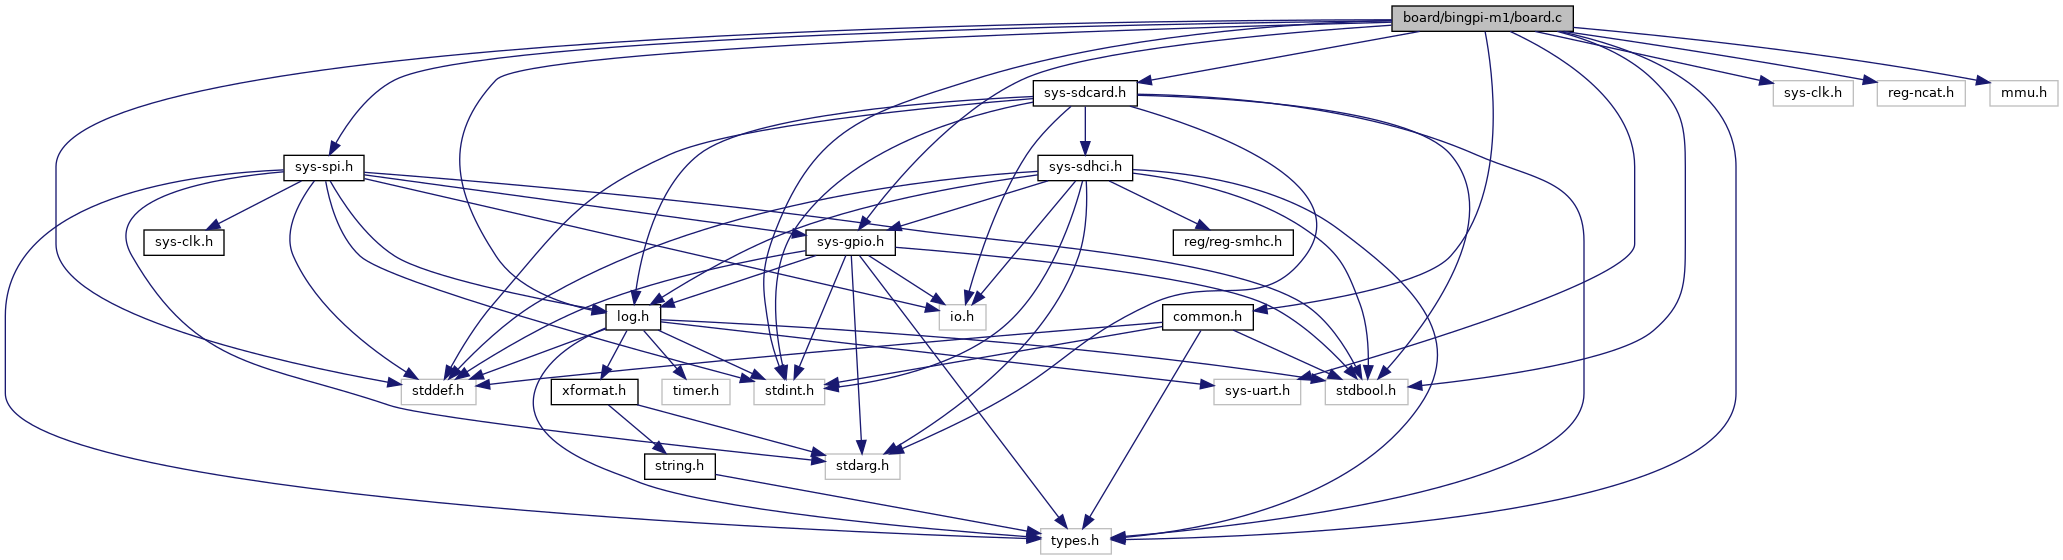 board/bingpi-m1/board.c
sys-sdcard.h
sys-clk.h
reg-ncat.h
mmu.h
sys-spi.h
sys-sdhci.h
sys-clk.h
sys-gpio.h
reg/reg-smhc.h
log.h
io.h
common.h
stddef.h
xformat.h
timer.h
stdint.h
sys-uart.h
stdbool.h
string.h
stdarg.h
types.h